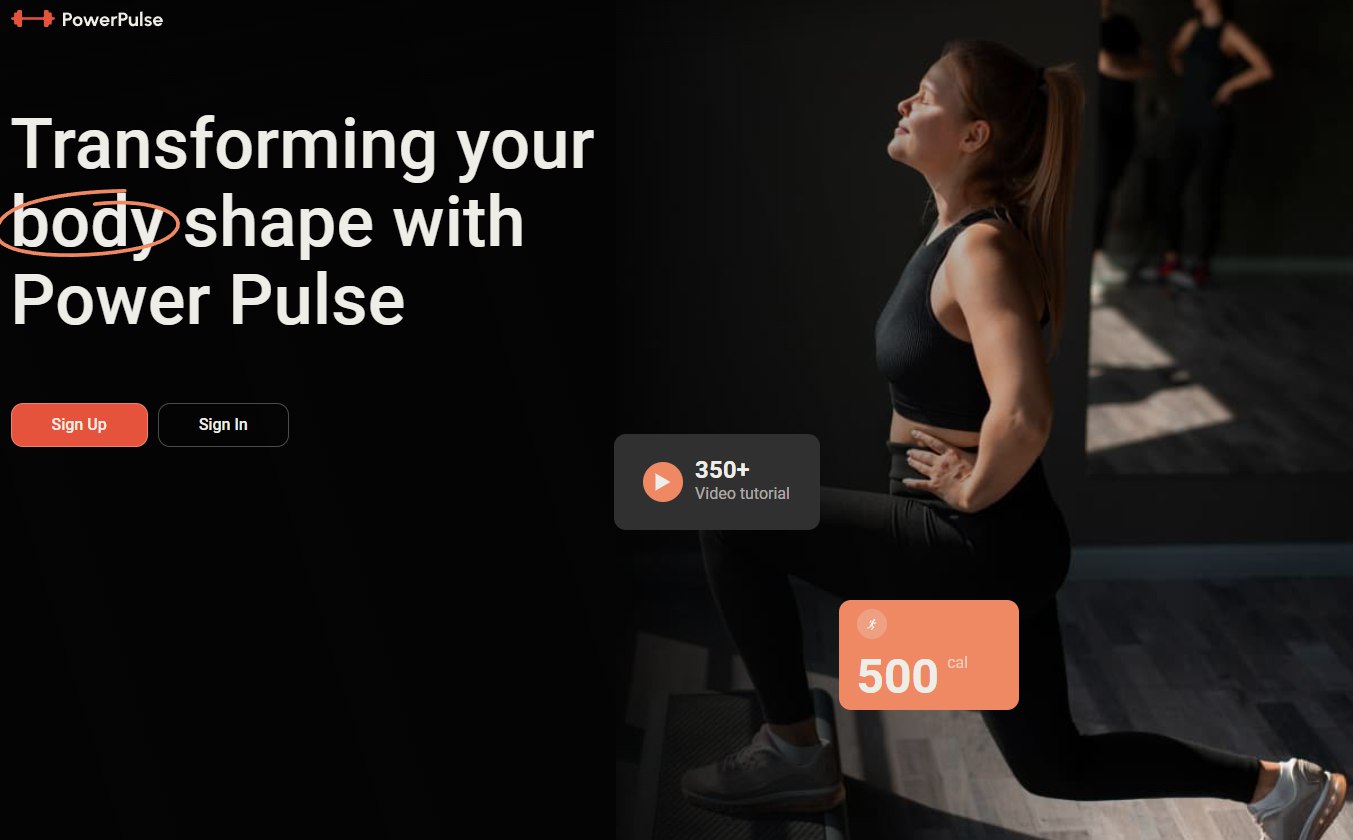 PowerPulse
Transforming your
body shape with
Power Pulse
Sign Up
Sign In
350+
Video tutorial
500 cal